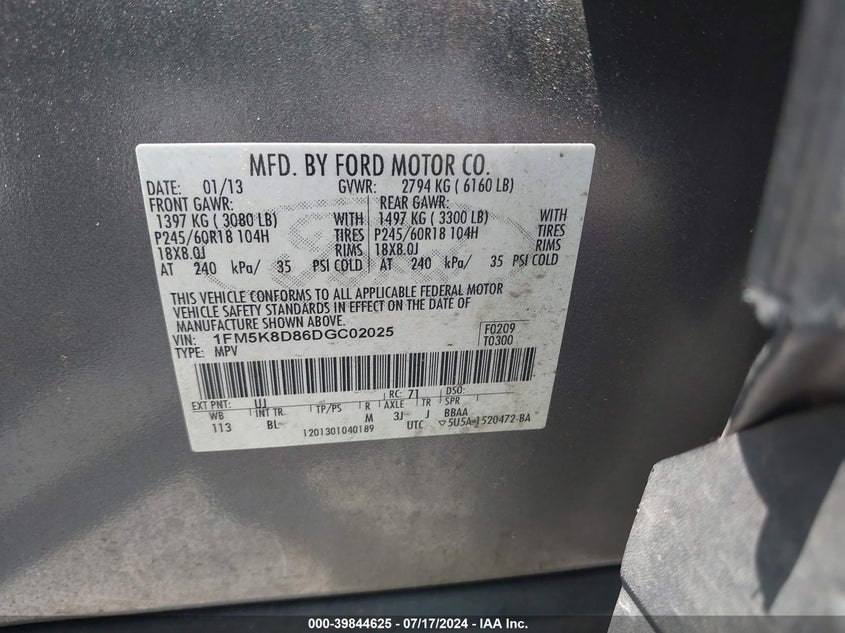 MFD. BY FORD MOTOR CO.
DATE: 01/13 GVWR: 2794 KG ( 6160 LB)
FRONT GAWR: REAR GAWR:
1397 KG ( 3080 LB) WITH 1497 KG ( 3300 LB) WITH
P245/60R18 104H TIRES P245/60R18 104H TIRES
18X8.0J RIMS 18X8.0J RIMS
AT 240 kPa/ 35 PSI COLD AT 240 kPa/ 35 PSI COLD
THIS VEHICLE CONFORMS TO ALL APPLICABLE FEDERAL MOTOR
VEHICLE SAFETY STANDARDS IN EFFECT ON THE DATE OF
MANUFACTURE SHOWN ABOVE.
VIN: 1FM5K8D86DGC02025 F0209
TYPE: MPV T0300
EXT PNT: UJ RC: 71 DSO:
WB INT TR TP/PS R AXLE TR SPR
113 BL M 3J J BBAA
1201301040189 UTC ▽5U5A-1520472-BA
000-39844625 - 07/17/2024 - IAA Holdings, LLC.